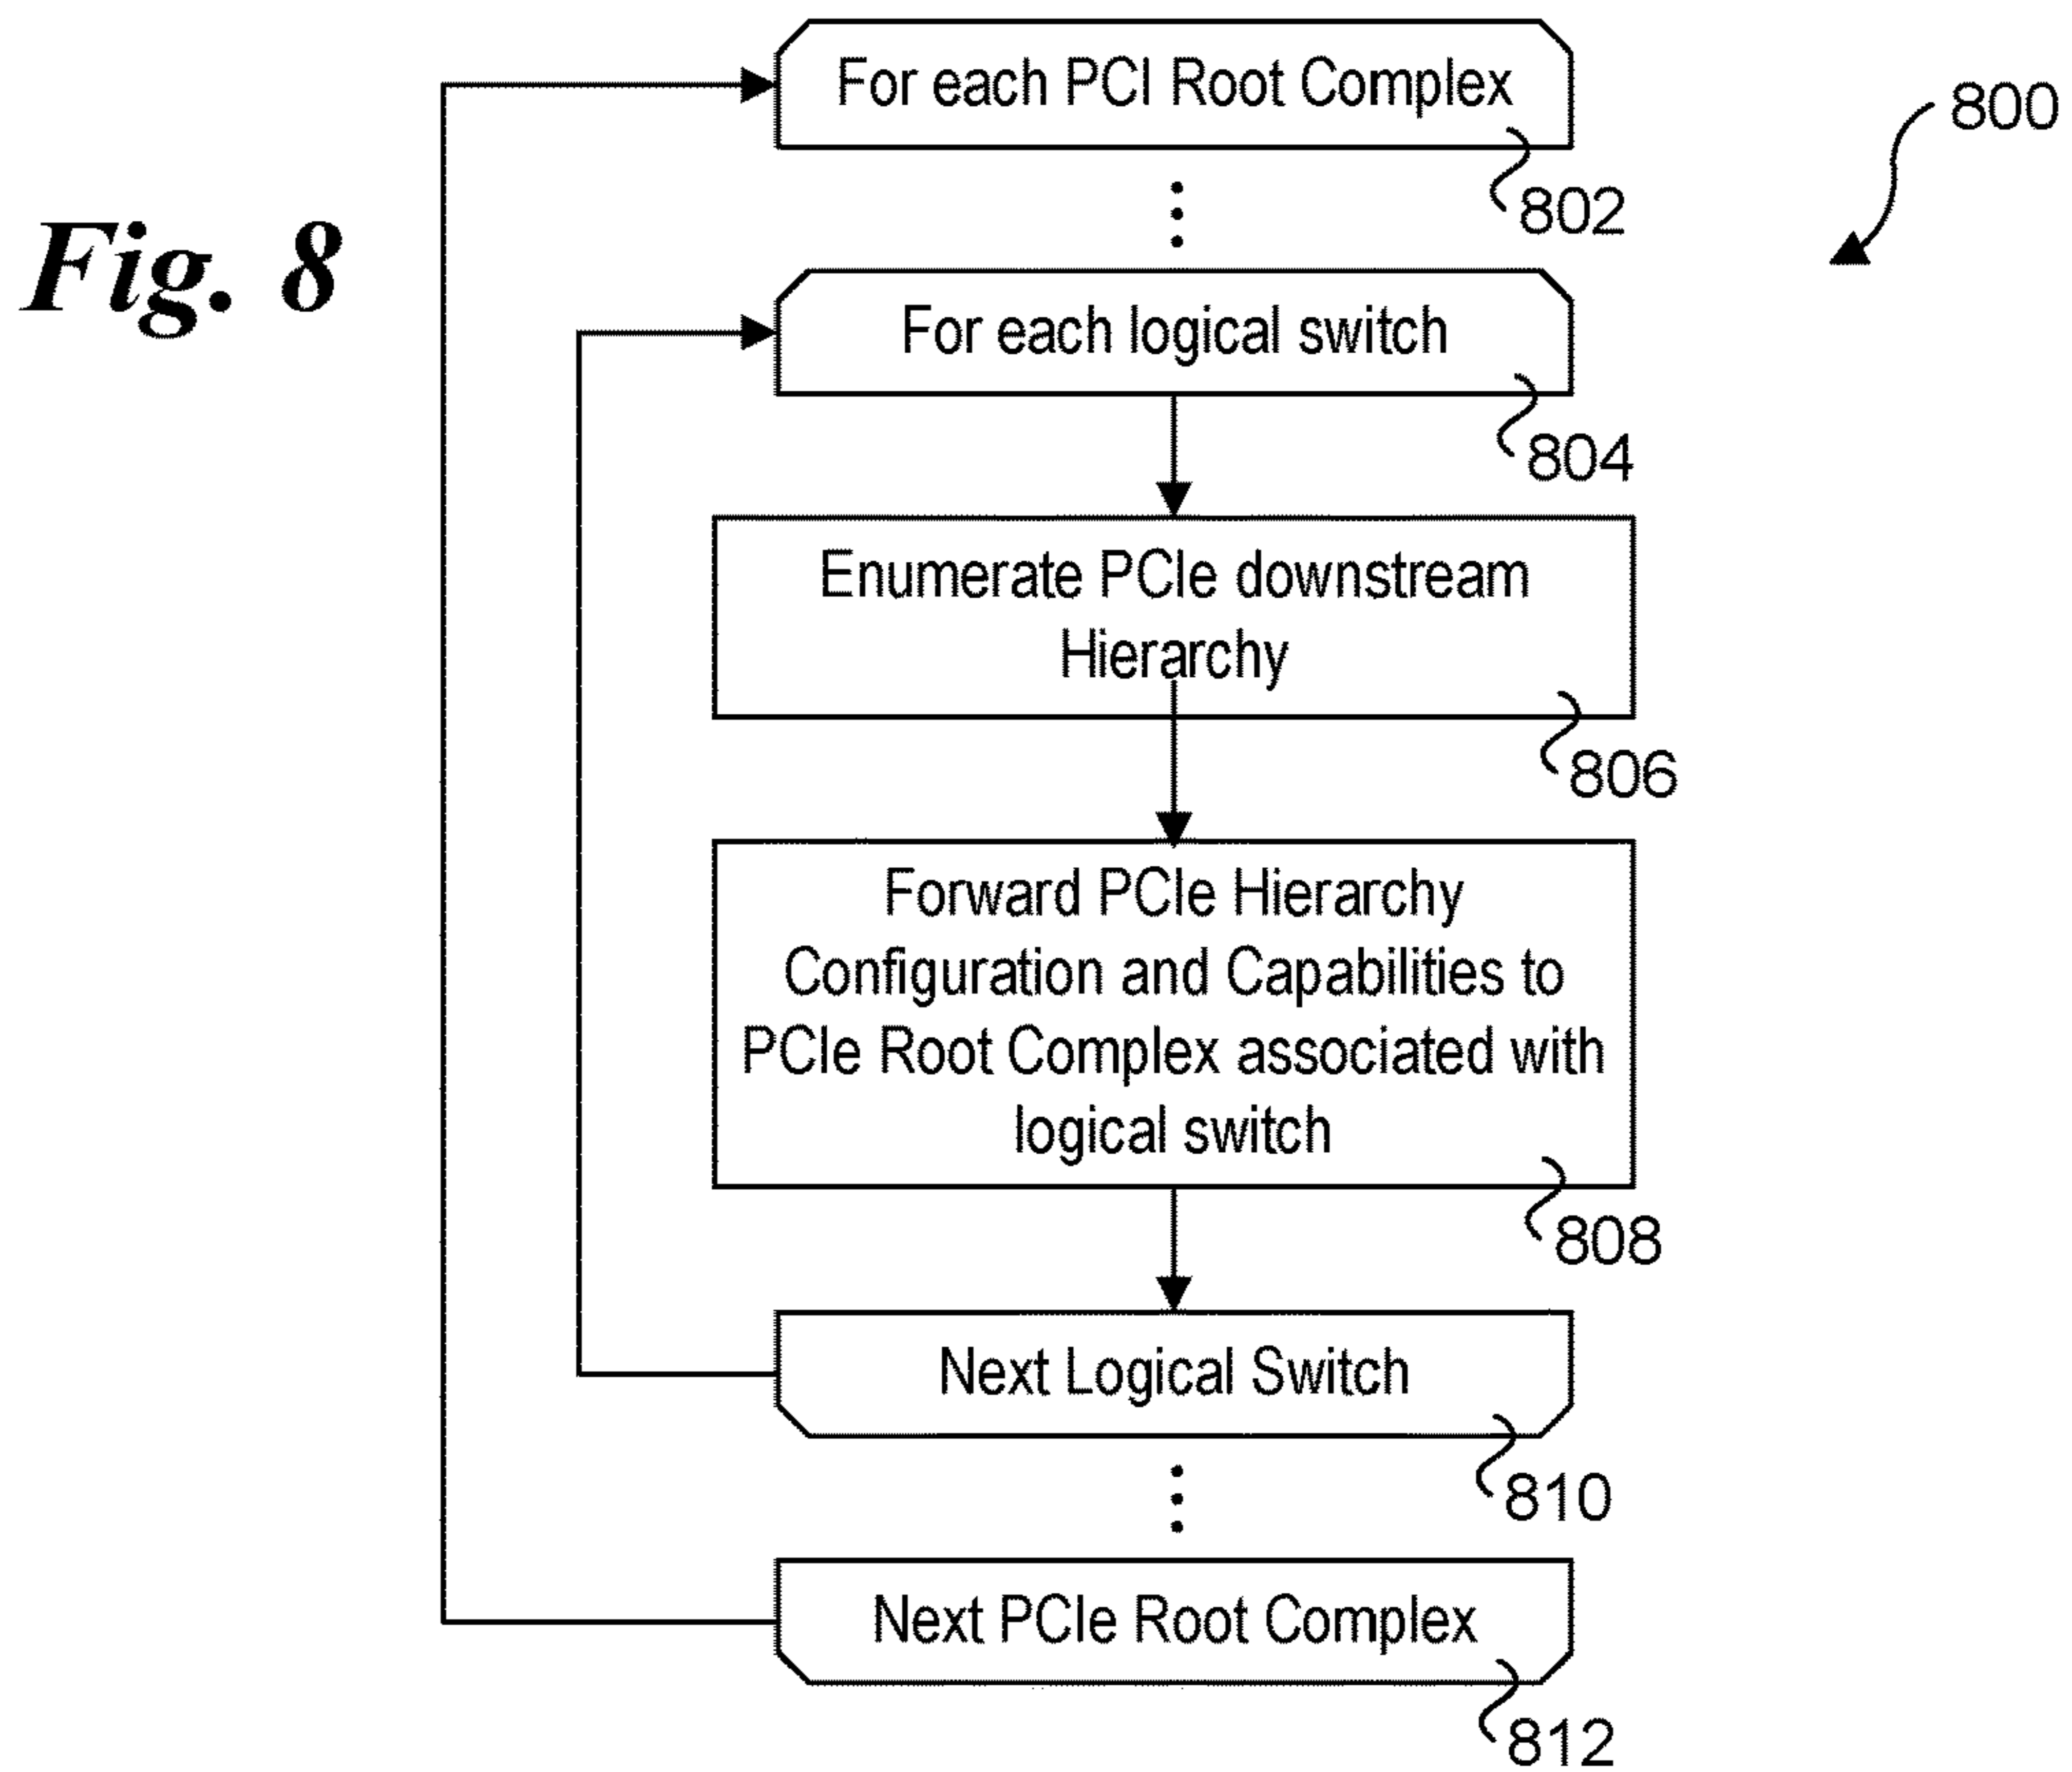 Fig. 8
800
For each PCI Root Complex
802
For each logical switch
804
Enumerate PCIe downstream
Hierarchy
806
Forward PCIe Hierarchy
Configuration and Capabilities to
PCIe Root Complex associated with
logical switch
808
Next Logical Switch
810
Next PCIe Root Complex
812